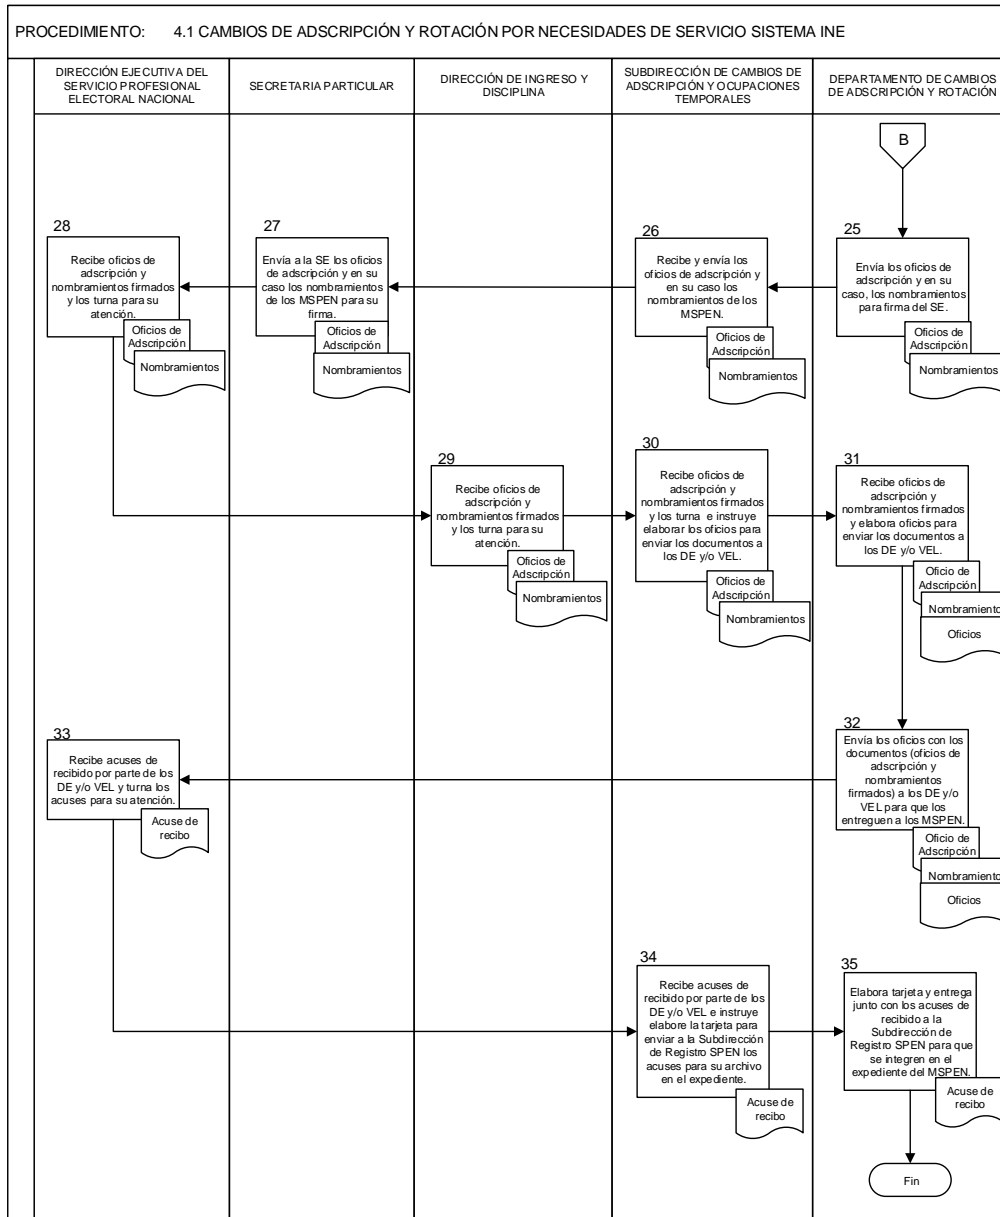 PROCEDIMIENTO: 4.1 CAMBIOS DE ADSCRIPCIÓN Y ROTACIÓN POR NECESIDADES DE SERVICIO SISTEMA INE
DIRECCIÓN EJECUTIVA DEL
SERVICIO PROFESIONAL
ELECTORAL NACIONAL
SECRETARIA PARTICULAR
DIRECCIÓN DE INGRESO Y
DISCIPLINA
SUBDIRECCIÓN DE CAMBIOS DE
ADSCRIPCIÓN Y OCUPACIONES
TEMPORALES
DEPARTAMENTO DE CAMBIOS
DE ADSCRIPCIÓN Y ROTACIÓN
B
28
Recibe oficios de
adscripción y
nombramientos firmados
y los turna para su
atención.
Oficios de
Adscripción
Nombramientos
27
Envía a la SE los oficios
de adscripción y en su
caso los nombramientos
de los MSPEN para su
firma.
Oficios de
Adscripción
Nombramientos
26
Recibe y envía los
oficios de adscripción y
en su caso los
nombramientos de los
MSPEN.
Oficios de
Adscripción
Nombramientos
25
Envía los oficios de
adscripción y en su
caso, los nombramientos
para firma del SE.
Oficios de
Adscripción
Nombramientos
29
Recibe oficios de
adscripción y
nombramientos firmados
y los turna para su
atención.
Oficios de
Adscripción
Nombramientos
30
Recibe oficios de
adscripción y
nombramientos firmados
y los turna e instruye
elaborar los oficios para
enviar los documentos a
los DE y/o VEL.
Oficios de
Adscripción
Nombramientos
31
Recibe oficios de
adscripción y
nombramientos firmados
y elabora oficios para
enviar los documentos a
los DE y/o VEL.
Oficio de
Adscripción
Nombramiento
Oficios
33
Recibe acuses de
recibido por parte de los
DE y/o VEL y turna los
acuses para su atención.
Acuse de
recibo
32
Envía los oficios con los
documentos (oficios de
adscripción y
nombramientos
firmados) a los DE y/o
VEL para que los
entreguen a los MSPEN.
Oficio de
Adscripción
Nombramiento
Oficios
34
Recibe acuses de
recibido por parte de los
DE y/o VEL e instruye
elabore la tarjeta para
enviar a la Subdirección
de Registro SPEN los
acuses para su archivo
en el expediente.
Acuse de
recibo
35
Elabora tarjeta y entrega
junto con los acuses de
recibido a la
Subdirección de
Registro SPEN para que
se integren en el
expediente del MSPEN.
Acuse de
recibo
Fin